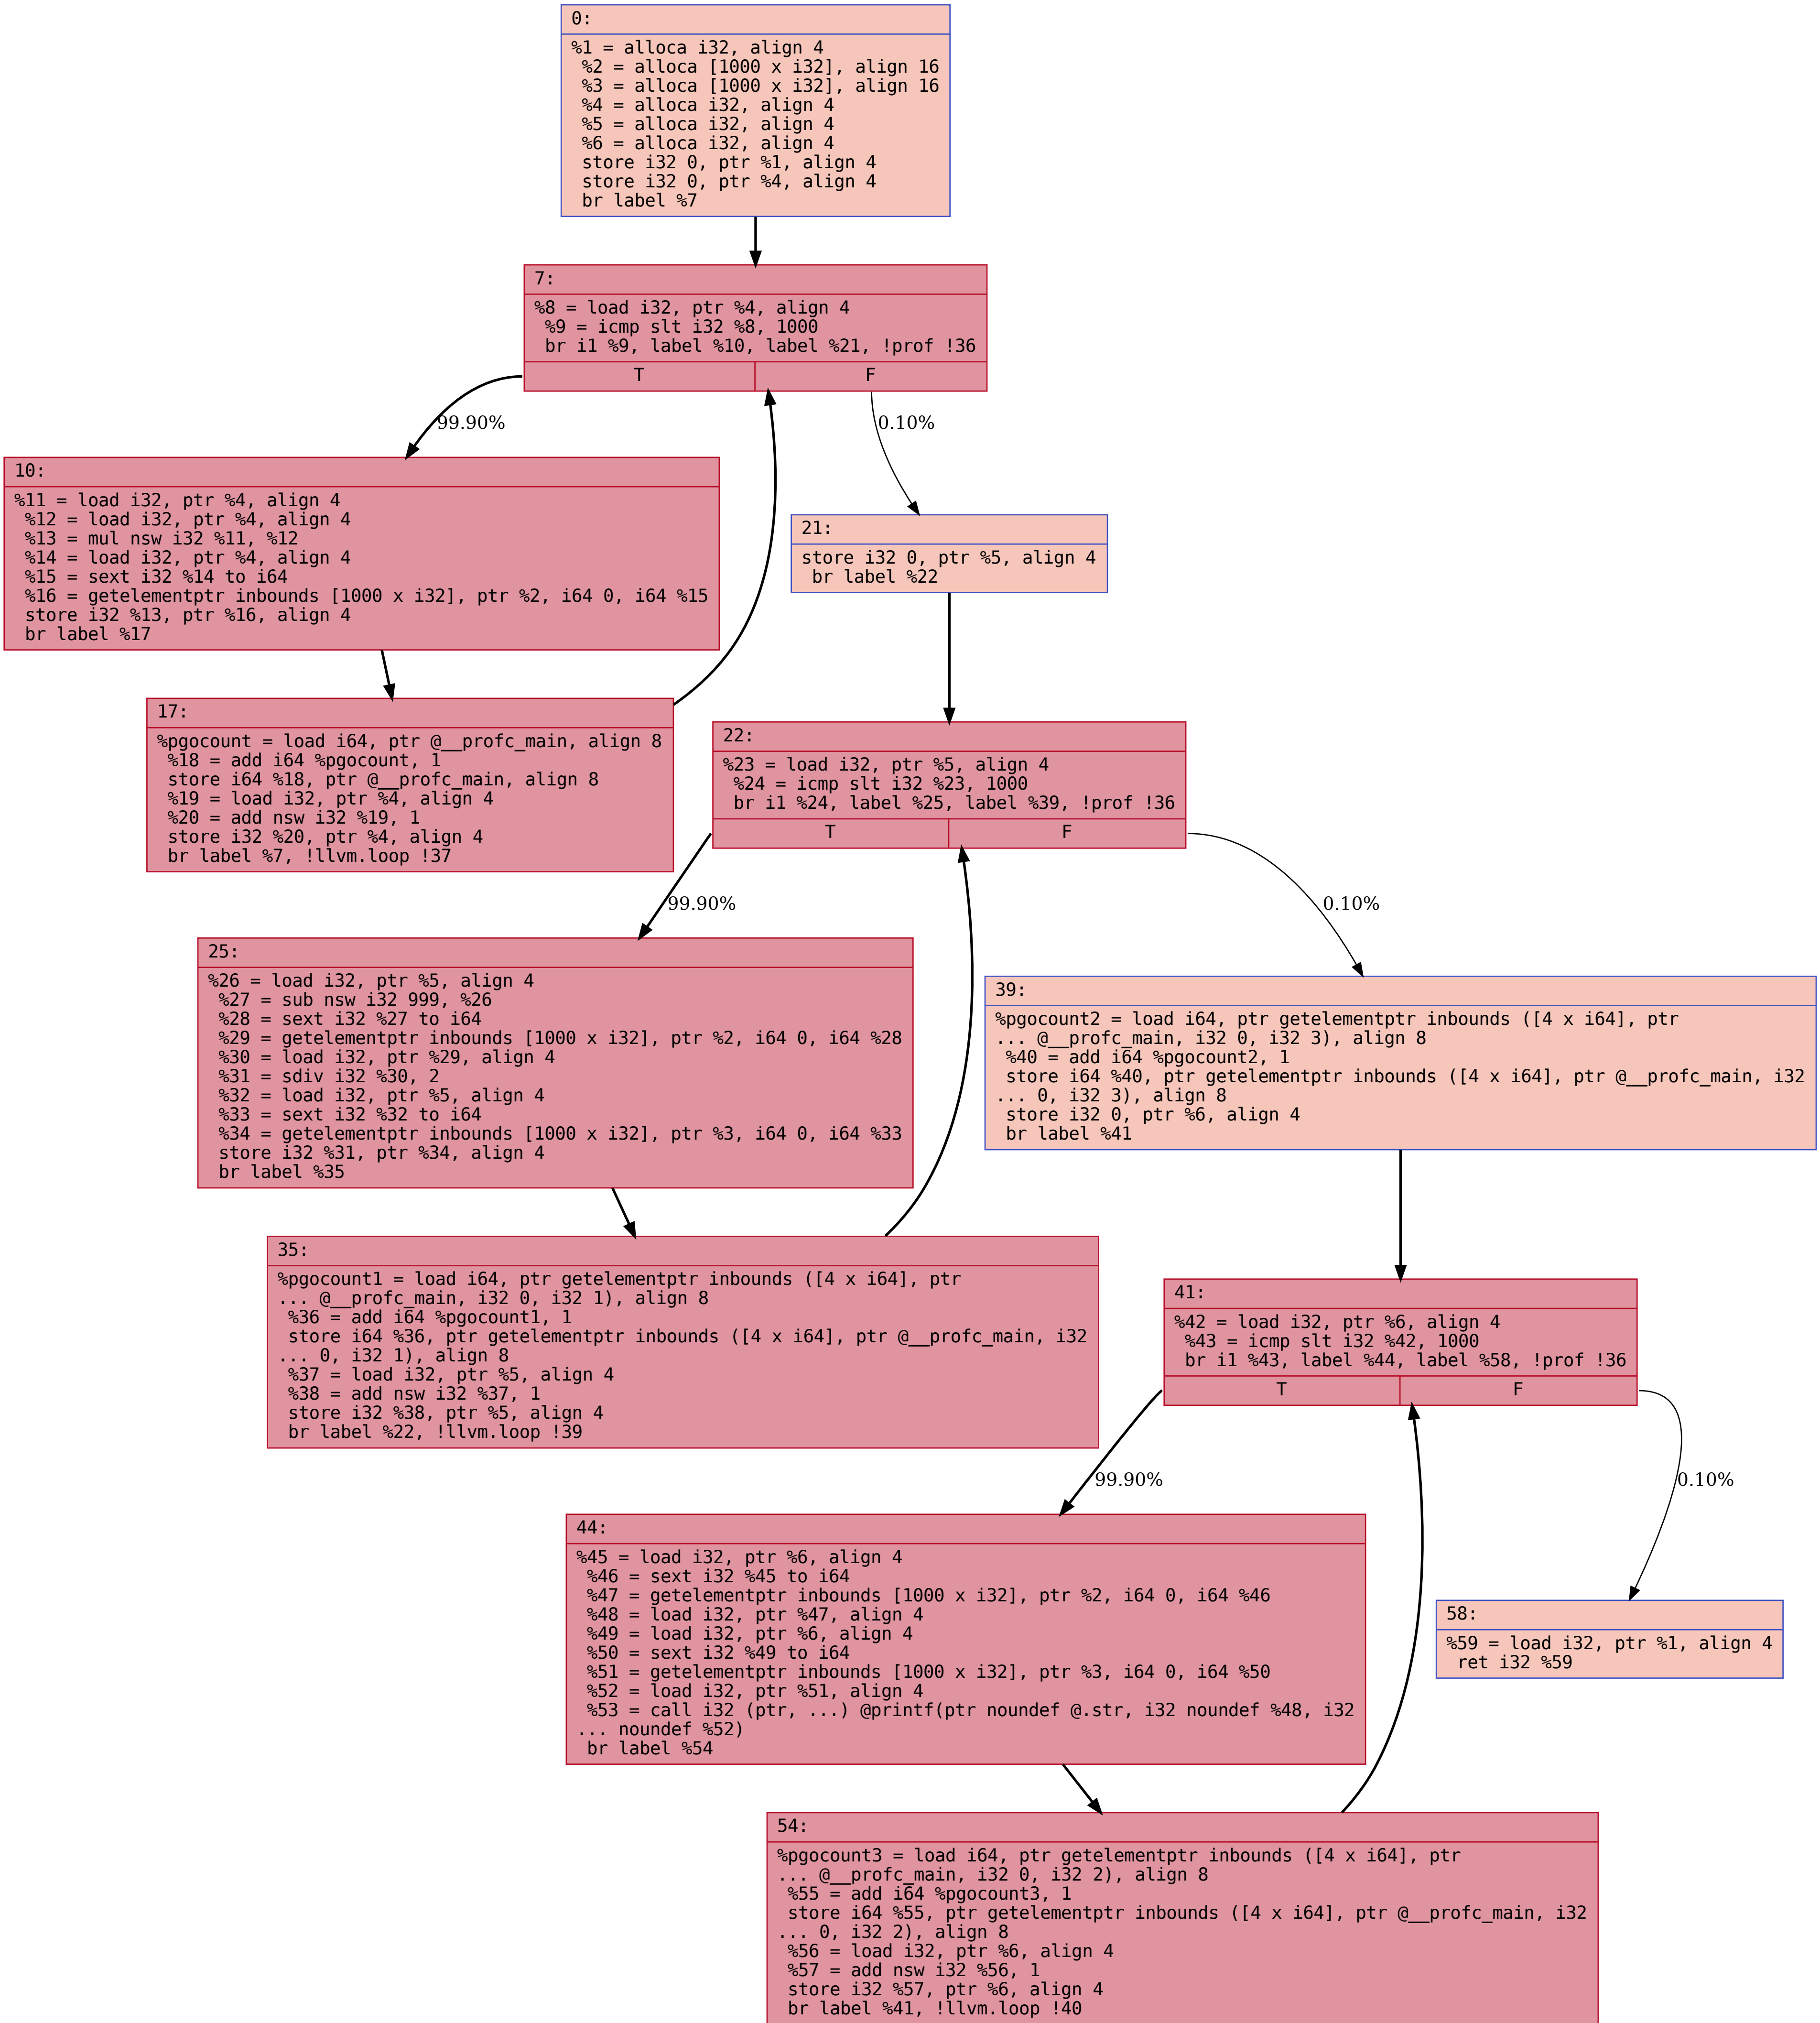 0:
%1 = alloca i32, align 4
%2 = alloca [1000 x i32], align 16
%3 = alloca [1000 x i32], align 16
%4 = alloca i32, align 4
%5 = alloca i32, align 4
%6 = alloca i32, align 4
store i32 0, ptr %1, align 4
store i32 0, ptr %4, align 4
br label %7
7:
%8 = load i32, ptr %4, align 4
%9 = icmp slt i32 %8, 1000
br i1 %9, label %10, label %21, !prof !36
T F
99.90%
0.10%
10:
%11 = load i32, ptr %4, align 4
%12 = load i32, ptr %4, align 4
%13 = mul nsw i32 %11, %12
%14 = load i32, ptr %4, align 4
%15 = sext i32 %14 to i64
%16 = getelementptr inbounds [1000 x i32], ptr %2, i64 0, i64 %15
store i32 %13, ptr %16, align 4
br label %17
21:
store i32 0, ptr %5, align 4
br label %22
17:
%pgocount = load i64, ptr @__profc_main, align 8
%18 = add i64 %pgocount, 1
store i64 %18, ptr @__profc_main, align 8
%19 = load i32, ptr %4, align 4
%20 = add nsw i32 %19, 1
store i32 %20, ptr %4, align 4
br label %7, !llvm.loop !37
22:
%23 = load i32, ptr %5, align 4
%24 = icmp slt i32 %23, 1000
br i1 %24, label %25, label %39, !prof !36
T F
99.90%
0.10%
25:
%26 = load i32, ptr %5, align 4
%27 = sub nsw i32 999, %26
%28 = sext i32 %27 to i64
%29 = getelementptr inbounds [1000 x i32], ptr %2, i64 0, i64 %28
%30 = load i32, ptr %29, align 4
%31 = sdiv i32 %30, 2
%32 = load i32, ptr %5, align 4
%33 = sext i32 %32 to i64
%34 = getelementptr inbounds [1000 x i32], ptr %3, i64 0, i64 %33
store i32 %31, ptr %34, align 4
br label %35
39:
%pgocount2 = load i64, ptr getelementptr inbounds ([4 x i64], ptr
... @__profc_main, i32 0, i32 3), align 8
%40 = add i64 %pgocount2, 1
store i64 %40, ptr getelementptr inbounds ([4 x i64], ptr @__profc_main, i32
... 0, i32 3), align 8
store i32 0, ptr %6, align 4
br label %41
35:
%pgocount1 = load i64, ptr getelementptr inbounds ([4 x i64], ptr
... @__profc_main, i32 0, i32 1), align 8
%36 = add i64 %pgocount1, 1
store i64 %36, ptr getelementptr inbounds ([4 x i64], ptr @__profc_main, i32
... 0, i32 1), align 8
%37 = load i32, ptr %5, align 4
%38 = add nsw i32 %37, 1
store i32 %38, ptr %5, align 4
br label %22, !llvm.loop !39
41:
%42 = load i32, ptr %6, align 4
%43 = icmp slt i32 %42, 1000
br i1 %43, label %44, label %58, !prof !36
T F
99.90%
0.10%
44:
%45 = load i32, ptr %6, align 4
%46 = sext i32 %45 to i64
%47 = getelementptr inbounds [1000 x i32], ptr %2, i64 0, i64 %46
%48 = load i32, ptr %47, align 4
%49 = load i32, ptr %6, align 4
%50 = sext i32 %49 to i64
%51 = getelementptr inbounds [1000 x i32], ptr %3, i64 0, i64 %50
%52 = load i32, ptr %51, align 4
%53 = call i32 (ptr, ...) @printf(ptr noundef @.str, i32 noundef %48, i32
... noundef %52)
br label %54
58:
%59 = load i32, ptr %1, align 4
ret i32 %59
54:
%pgocount3 = load i64, ptr getelementptr inbounds ([4 x i64], ptr
... @__profc_main, i32 0, i32 2), align 8
%55 = add i64 %pgocount3, 1
store i64 %55, ptr getelementptr inbounds ([4 x i64], ptr @__profc_main, i32
... 0, i32 2), align 8
%56 = load i32, ptr %6, align 4
%57 = add nsw i32 %56, 1
store i32 %57, ptr %6, align 4
br label %41, !llvm.loop !40